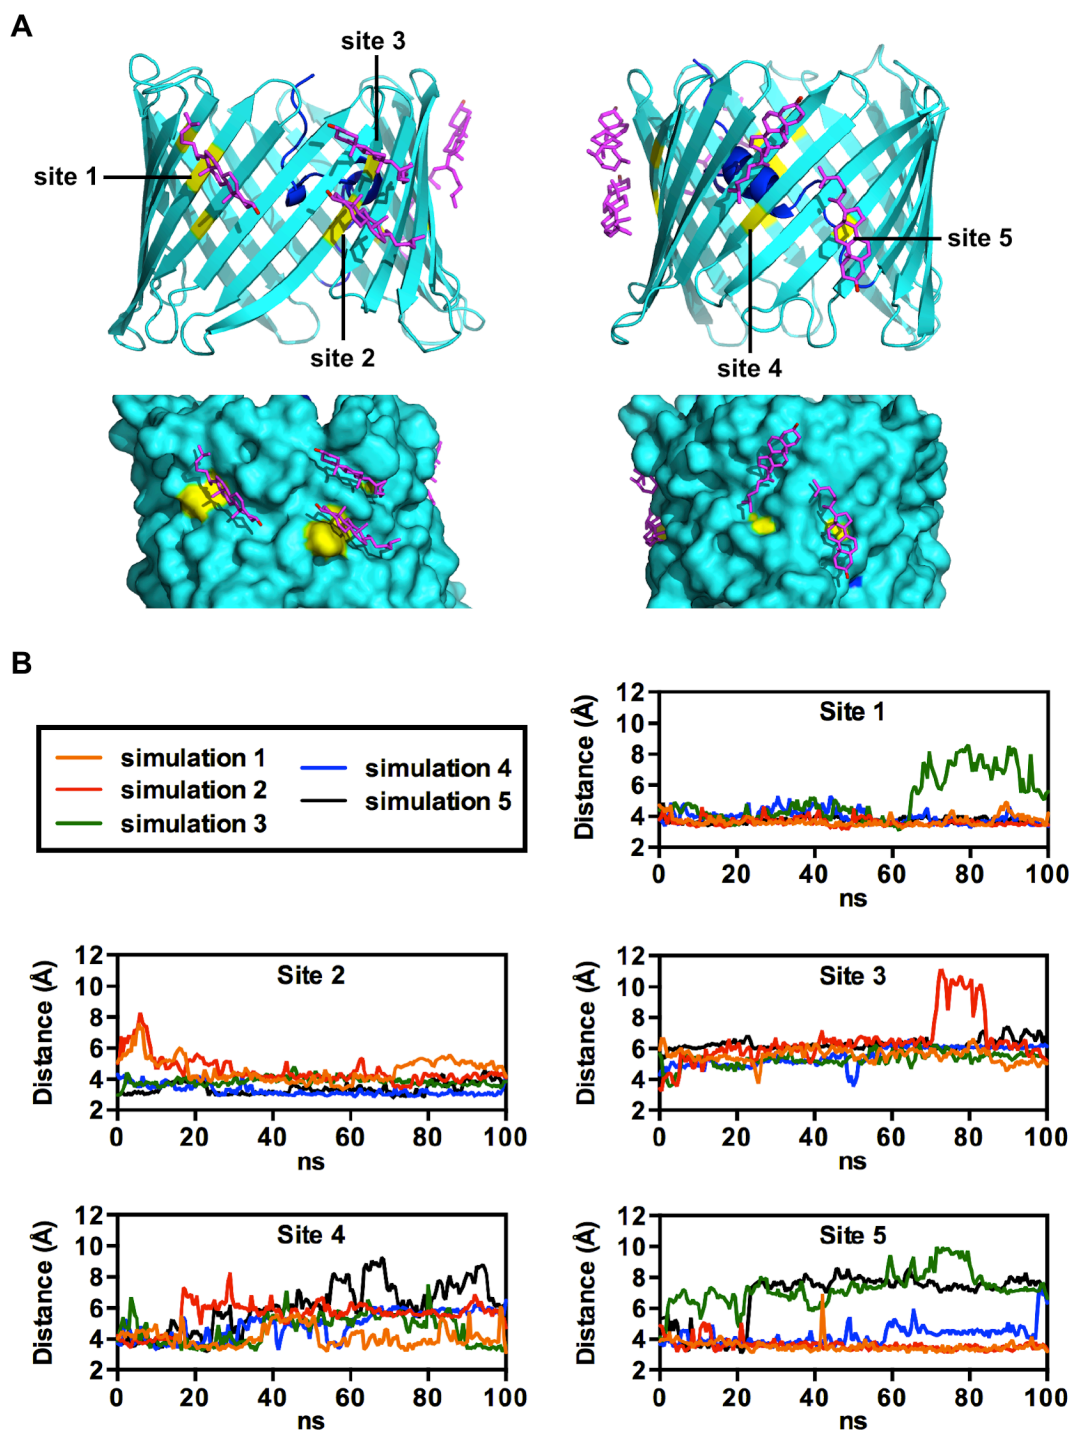 A
site 3
site 1
site 2
site 5
site 4
B
simulation 1
simulation 2
simulation 3
simulation 4
simulation 5
Site 1
Distance (Å)
12
10
8
6
4
2
0 20 40 60 80 100
ns
Site 2
Distance (Å)
12
10
8
6
4
2
0 20 40 60 80 100
ns
Site 3
Distance (Å)
12
10
8
6
4
2
0 20 40 60 80 100
ns
Site 4
Distance (Å)
12
10
8
6
4
2
0 20 40 60 80 100
ns
Site 5
Distance (Å)
12
10
8
6
4
2
0 20 40 60 80 100
ns